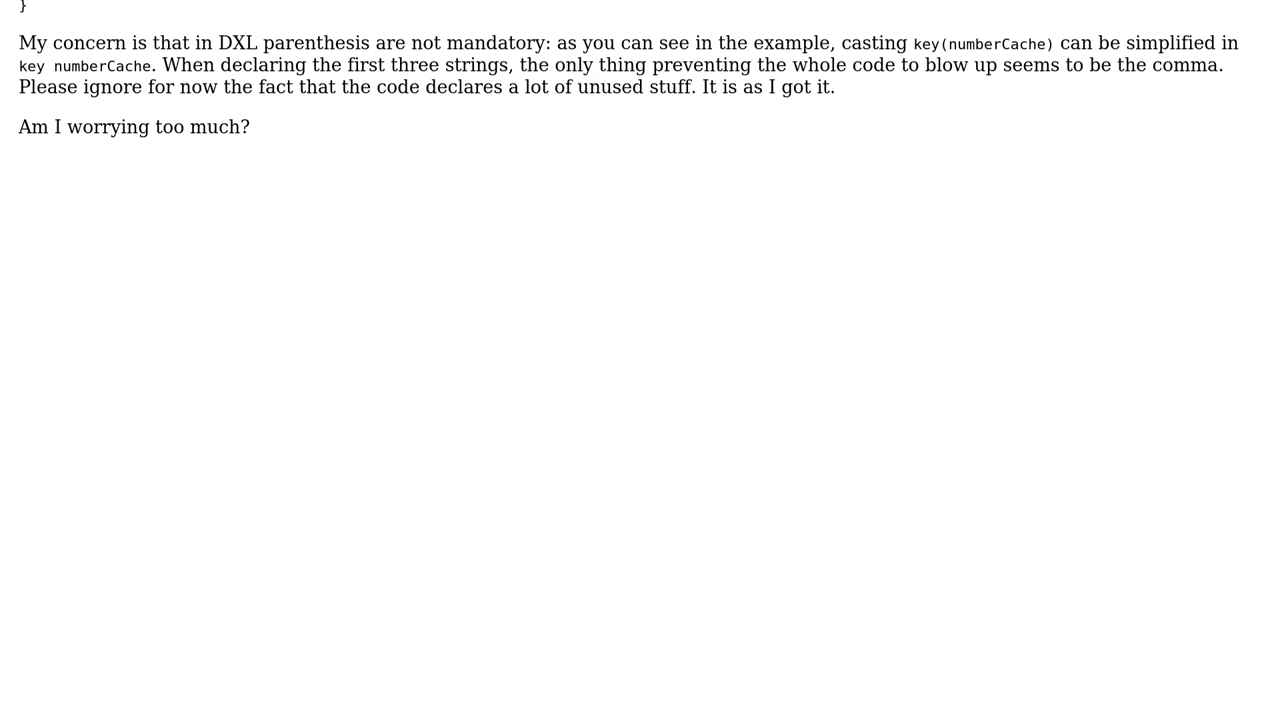 }
My concern is that in DXL parenthesis are not mandatory: as you can see in the example, casting key(numberCache) can be simplified in
key numberCache. When declaring the first three strings, the only thing preventing the whole code to blow up seems to be the comma.
Please ignore for now the fact that the code declares a lot of unused stuff. It is as I got it.
Am I worrying too much?